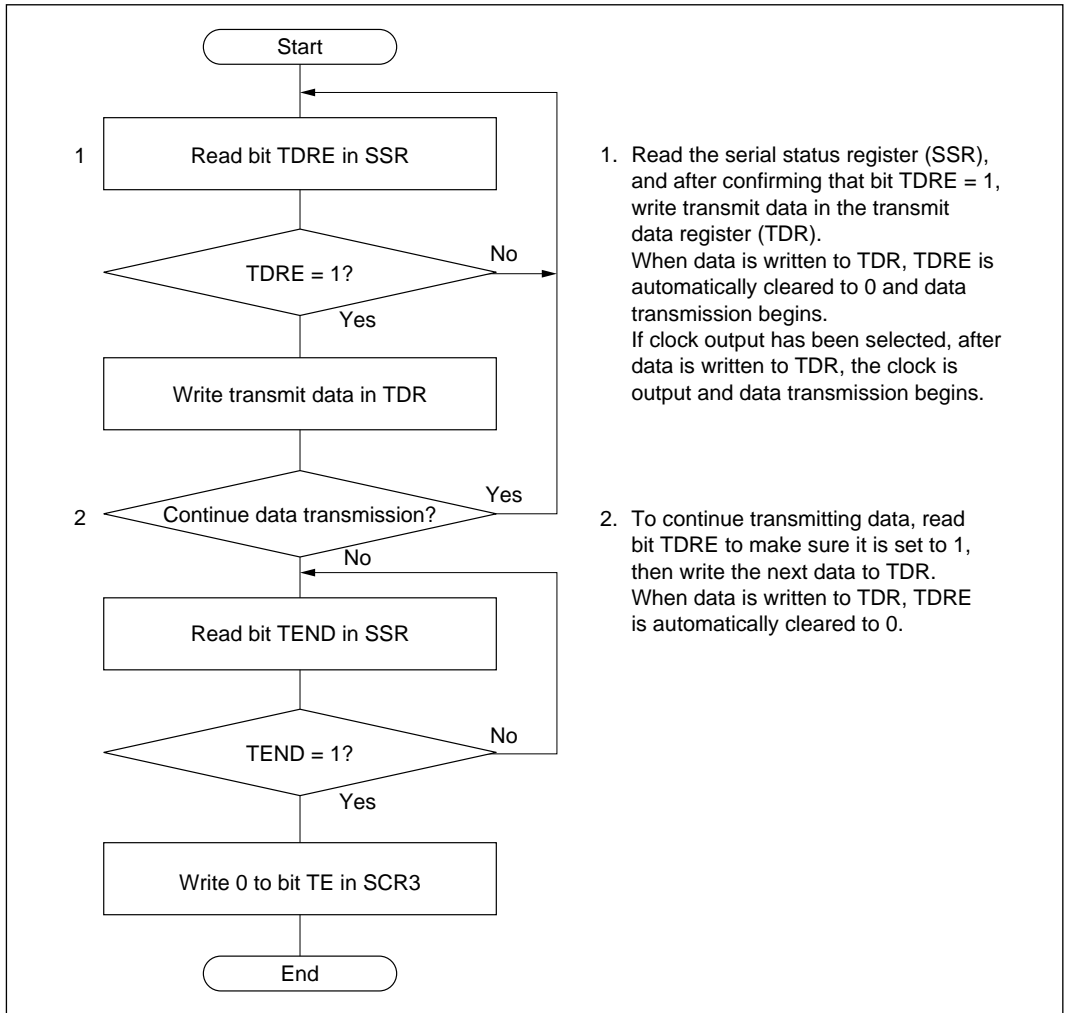 Start
1
Read bit TDRE in SSR
TDRE = 1?
No
Yes
Write transmit data in TDR
2
Continue data transmission?
Yes
No
Read bit TEND in SSR
TEND = 1?
No
Yes
Write 0 to bit TE in SCR3
End
1. Read the serial status register (SSR),
and after confirming that bit TDRE = 1,
write transmit data in the transmit
data register (TDR).
When data is written to TDR, TDRE is
automatically cleared to 0 and data
transmission begins.
If clock output has been selected, after
data is written to TDR, the clock is
output and data transmission begins.
2. To continue transmitting data, read
bit TDRE to make sure it is set to 1,
then write the next data to TDR.
When data is written to TDR, TDRE
is automatically cleared to 0.